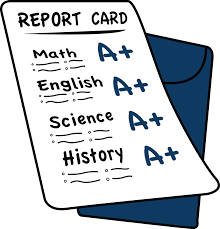 REPORT CARD
Math A+
English A+
Science A+
History A+